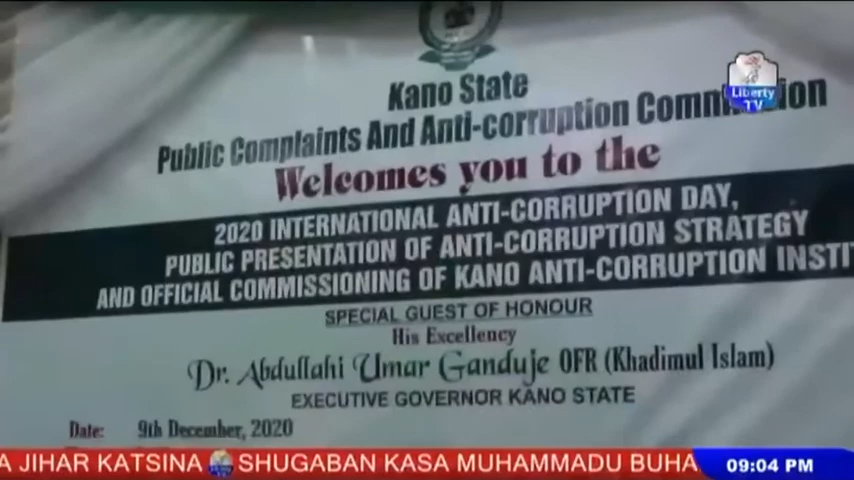 Kano State
Public Complaints And Anti-corruption Comm ion
Liberty
TV
Welcomes you to the
2020 INTERNATIONAL ANTI-CORRUPTION DAY,
PUBLIC PRESENTATION OF ANTI-CORRUPTION STRATEGY
AND OFFICIAL COMMISSIONING OF KANO ANTI-CORRUPTION INSTI
SPECIAL GUEST OF HONOUR
His Excellency
Dr. Abdullahi Umar Ganduje OFR (Khadimul Islam)
EXECUTIVE GOVERNOR KANO STATE
Date: 9th December, 2020
A JIHAR KATSINA SHUGABAN KASA MUHAMMADU BUHA
09:04 PM